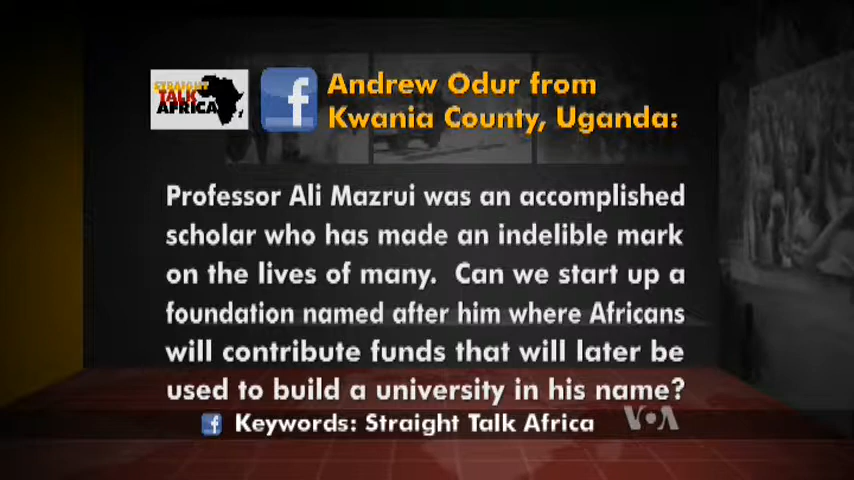 STRAIGHT
TALK
AFRICA
f
Andrew Odur from
Kwania County, Uganda:
Professor Ali Mazrui was an accomplished
scholar who has made an indelible mark
on the lives of many. Can we start up a
foundation named after him where Africans
will contribute funds that will later be
used to build a university in his name?
f Keywords: Straight Talk Africa VOA